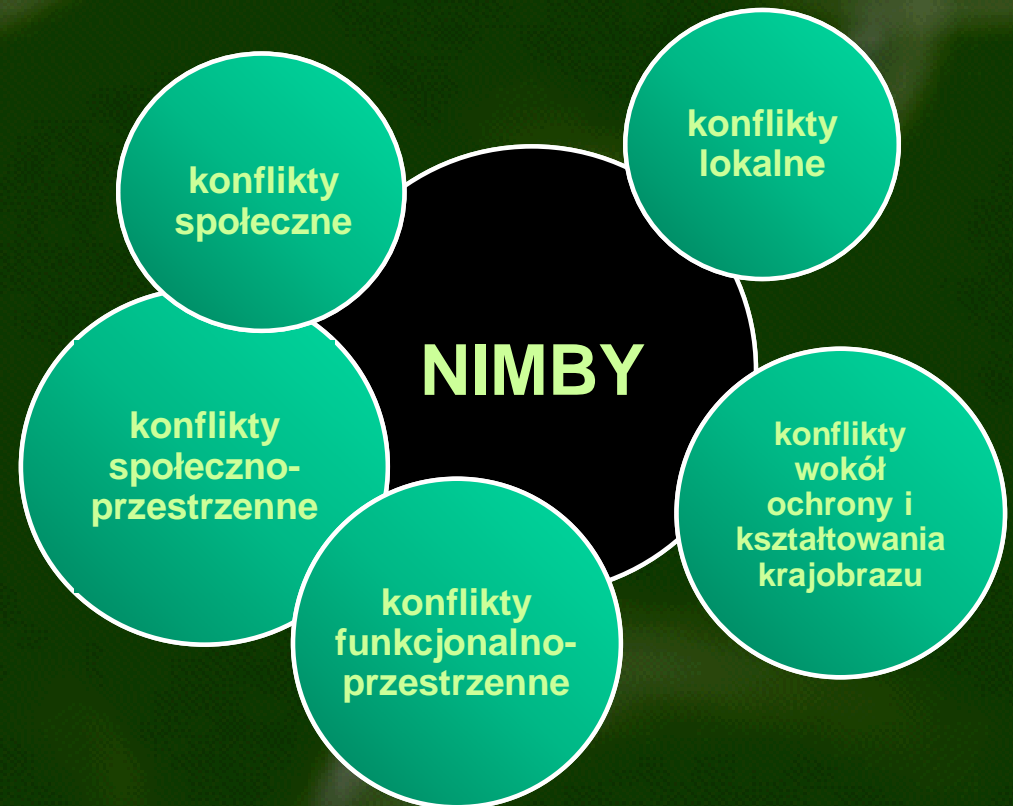 konflikty
lokalne
konflikty
społeczne
NIMBY
konflikty
społeczno-
przestrzenne
konflikty
wokół
ochrony i
kształtowania
krajobrazu
konflikty
funkcjonalno-
przestrzenne